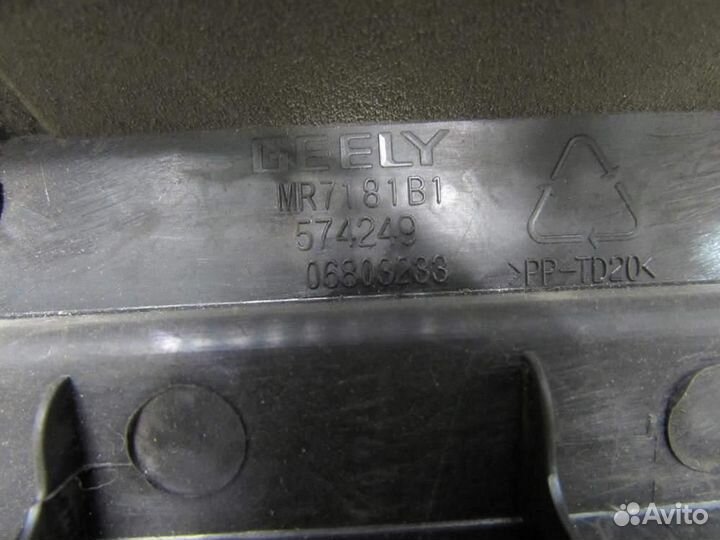 GEELY
MR7181B1
574249
06803283
>PP-TD20<
Avito